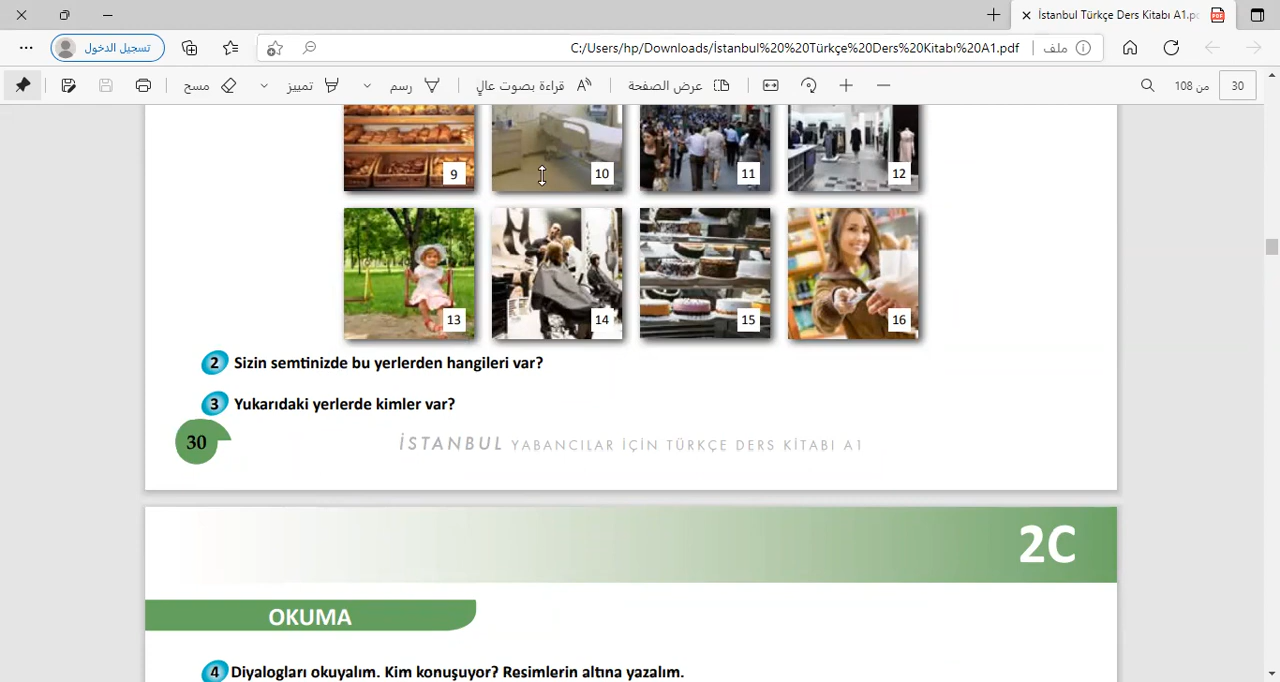 İstanbul Türkçe Ders Kitabı A1.pd
تسجيل الدخول
C:/Users/hp/Downloads/İstanbul%20%20Türkçe%20Ders%20Kitabı%20A1.pdf
ملف
مسح
تمييز
رسم
قراءة بصوت عالٍ
عرض الصفحة
من 108
30
9
10
11
12
13
14
15
16
2 Sizin semtinizde bu yerlerden hangileri var?
3 Yukarıdaki yerlerde kimler var?
30
İSTANBUL YABANCILAR İÇİN TÜRKÇE DERS KİTABI A1
2C
OKUMA
4 Diyalogları okuyalım. Kim konuşuyor? Resimlerin altına yazalım.